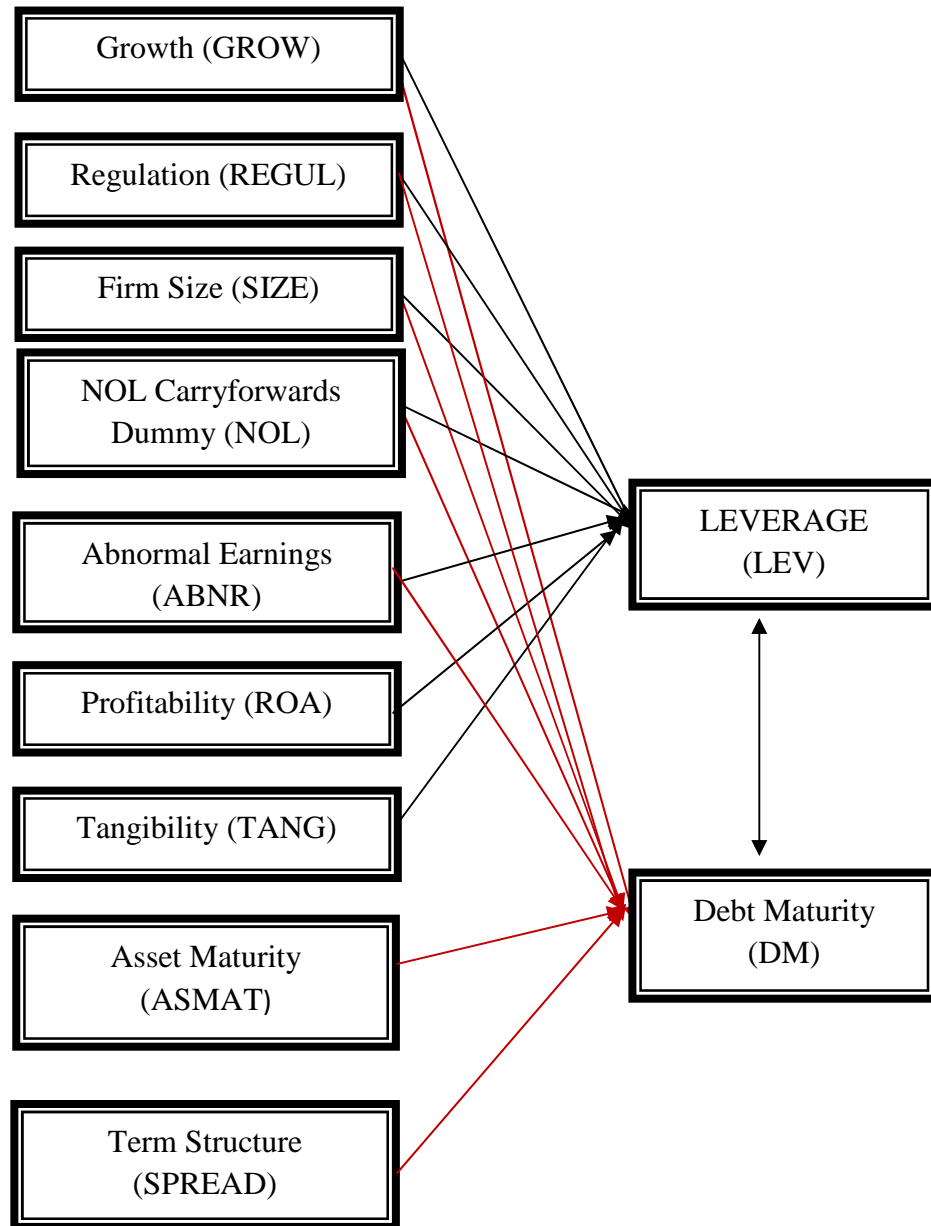 Growth (GROW)
Regulation (REGUL)
Firm Size (SIZE)
NOL Carryforwards
Dummy (NOL)
Abnormal Earnings
(ABNR)
Profitability (ROA)
Tangibility (TANG)
Asset Maturity
(ASMAT)
Term Structure
(SPREAD)
LEVERAGE
(LEV)
Debt Maturity
(DM)